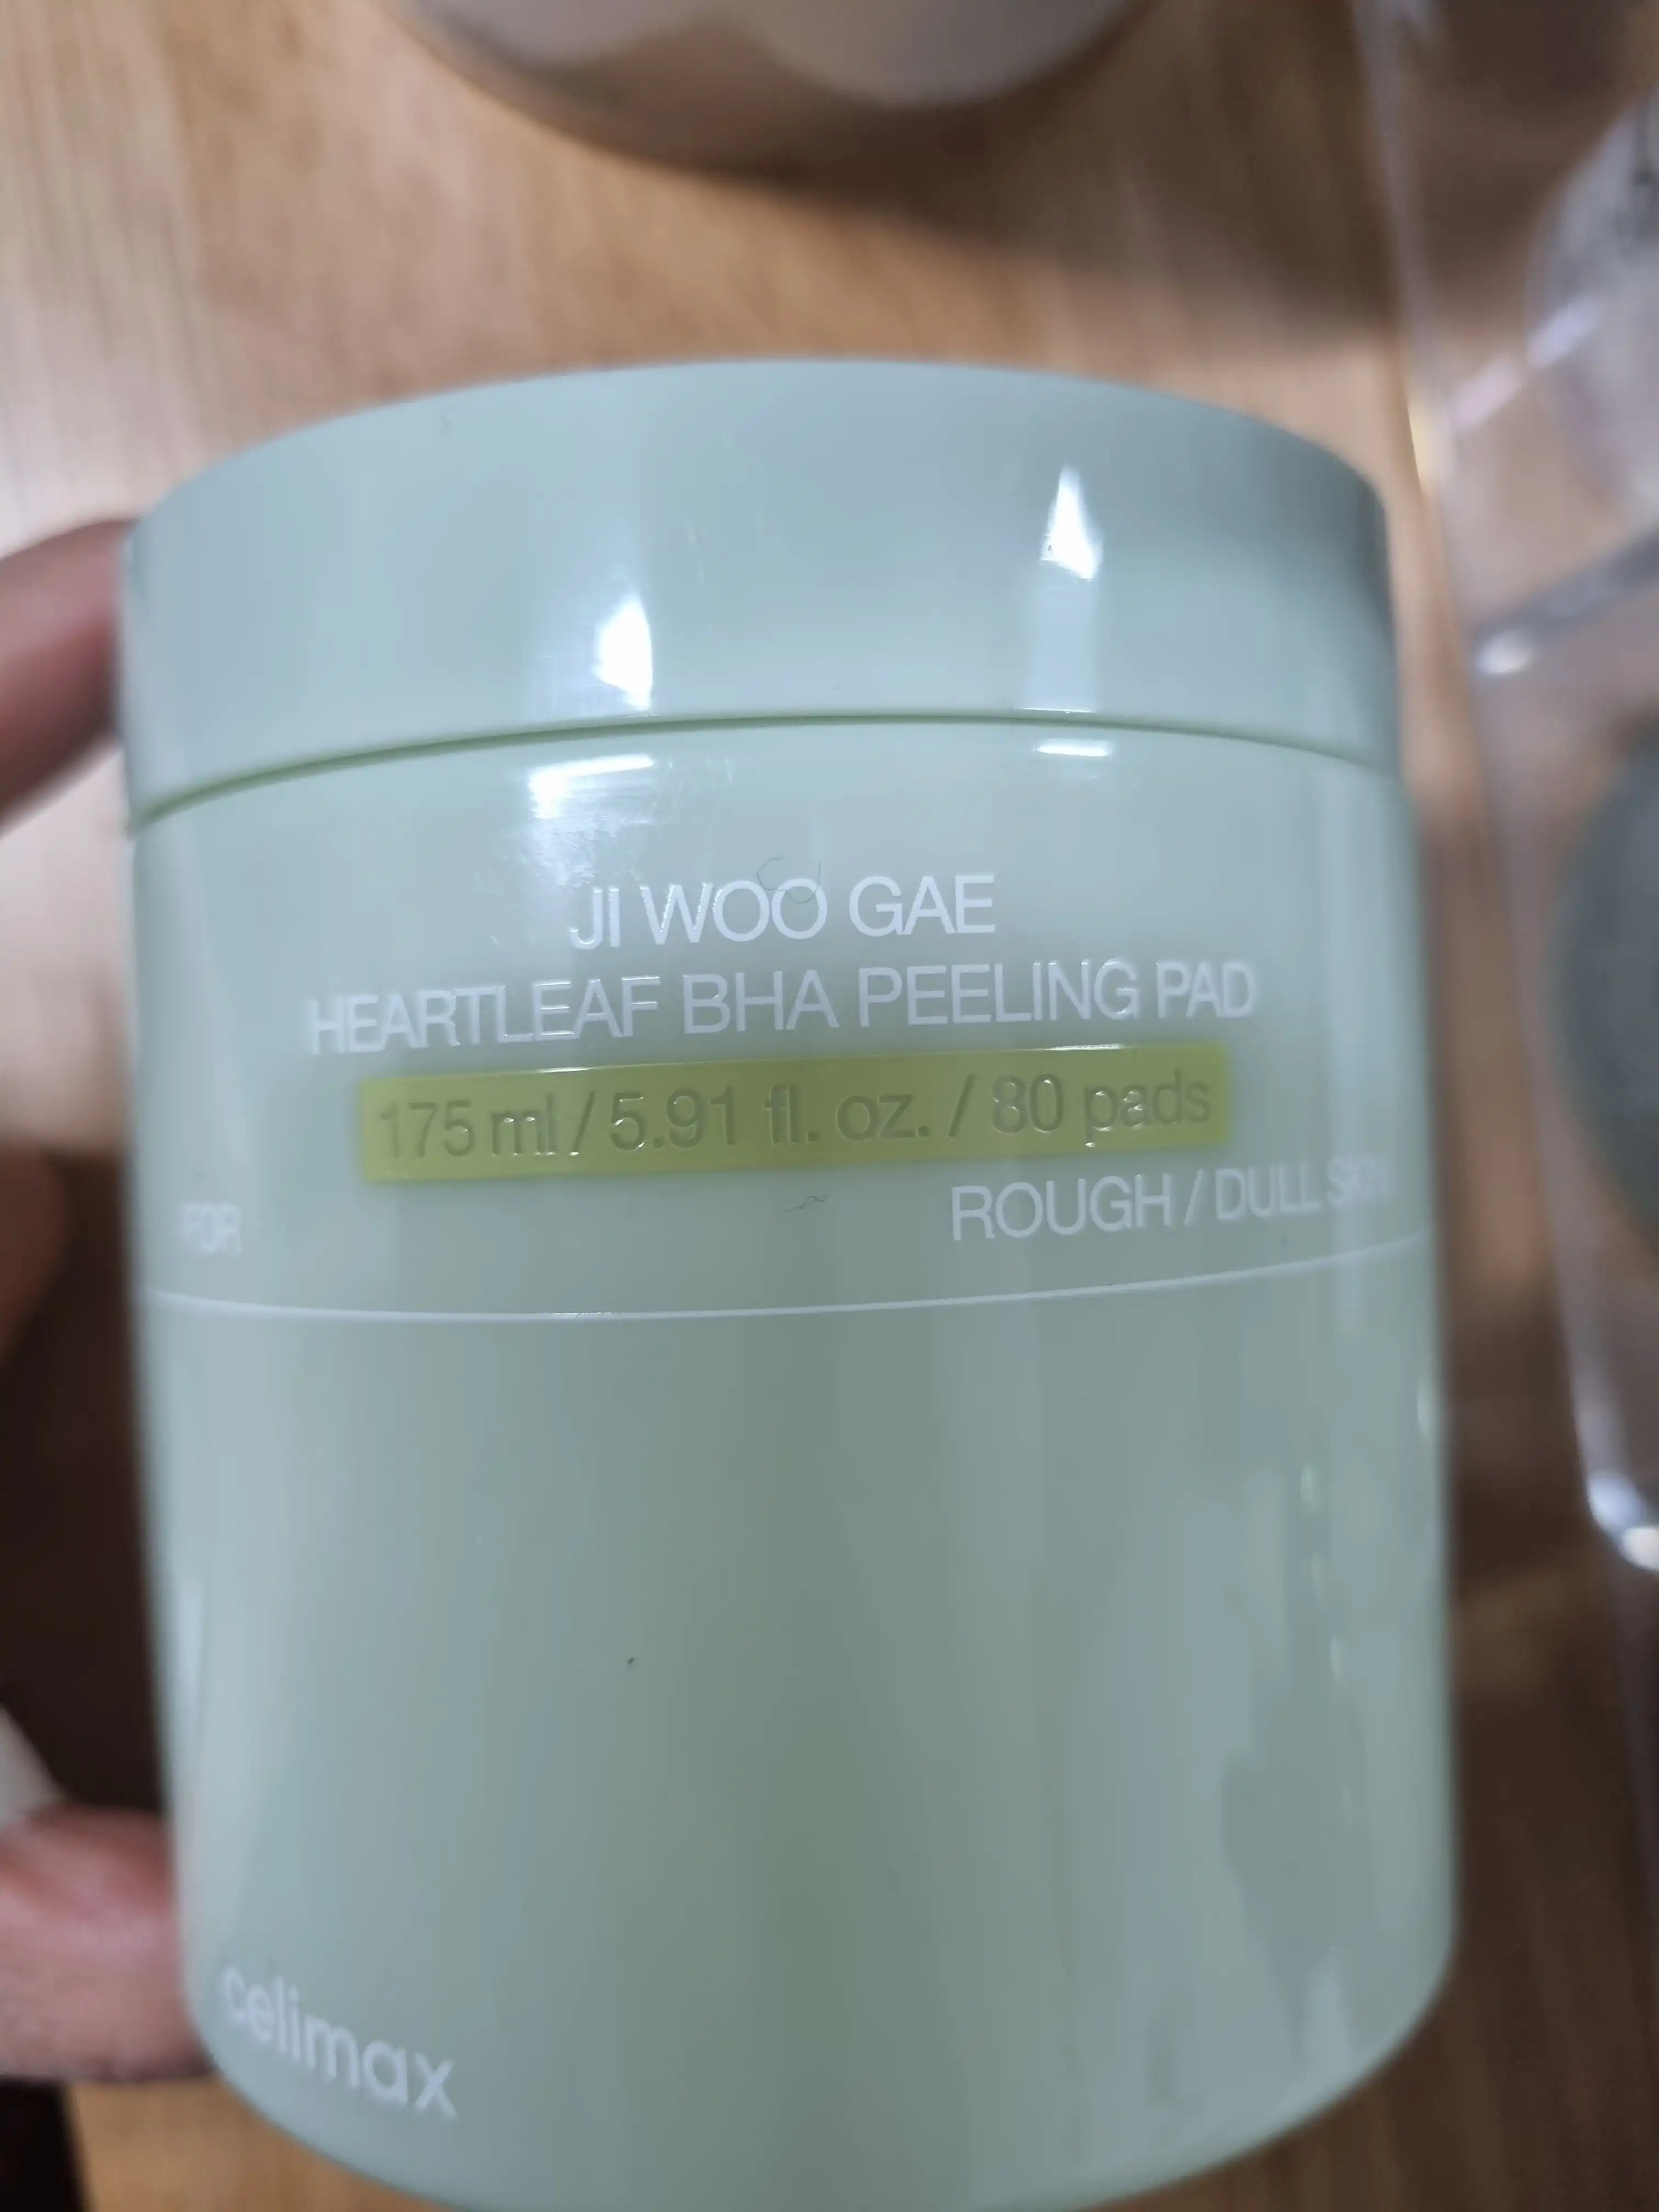 JI WOO GAE
HEARTLEAF BHA PEELING PAD
175 ml / 5.91 fl. oz. / 80 pads
FOR ROUGH / DULL SKIN
celimax